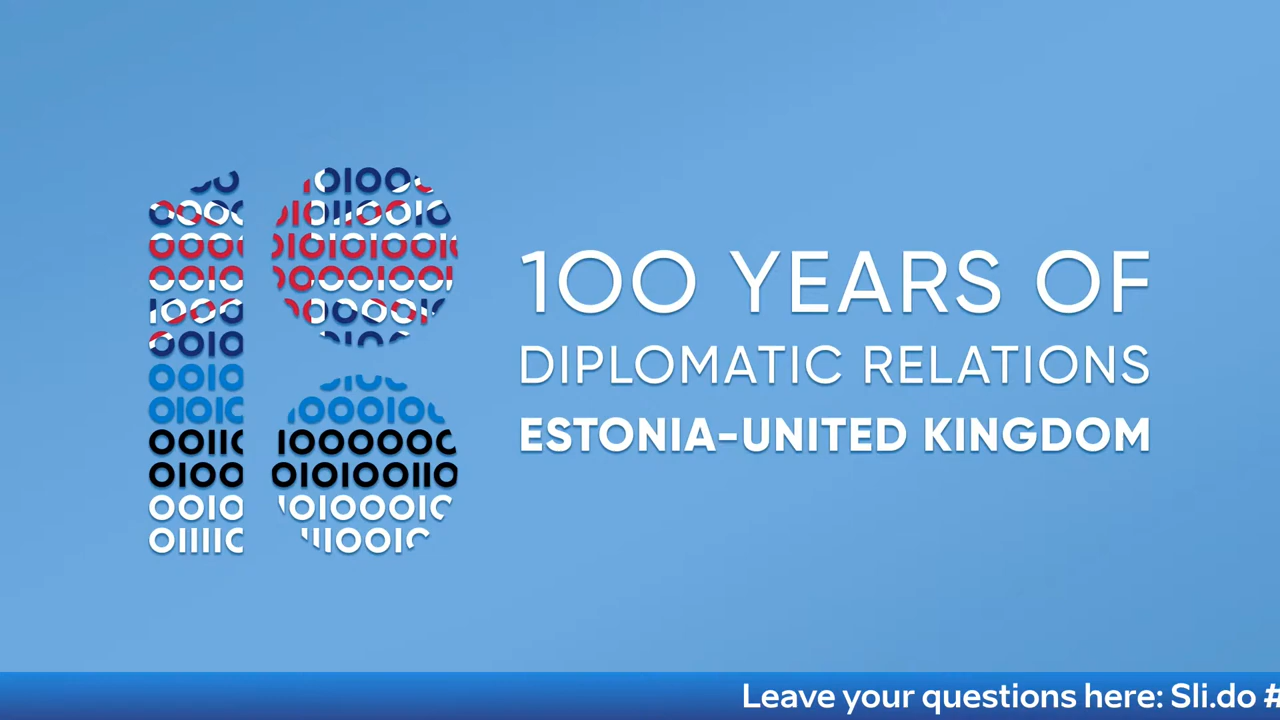 100 YEARS OF
DIPLOMATIC RELATIONS
ESTONIA-UNITED KINGDOM
Leave your questions here: Sli.do #